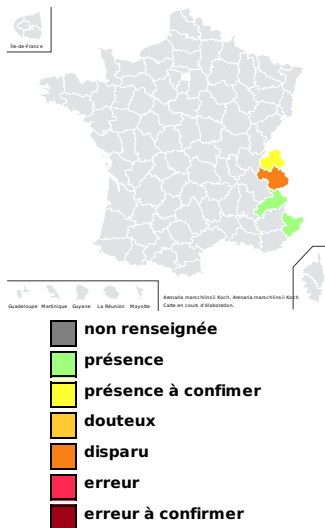 Île-de-France
Guadeloupe Martinique Guyane La Réunion Mayotte
Arenaria marschlinsii Koch, Arenaria marschlinsii Koch
Carte en cours d'élaboration.
non renseignée
présence
présence à confimer
douteux
disparu
erreur
erreur à confirmer